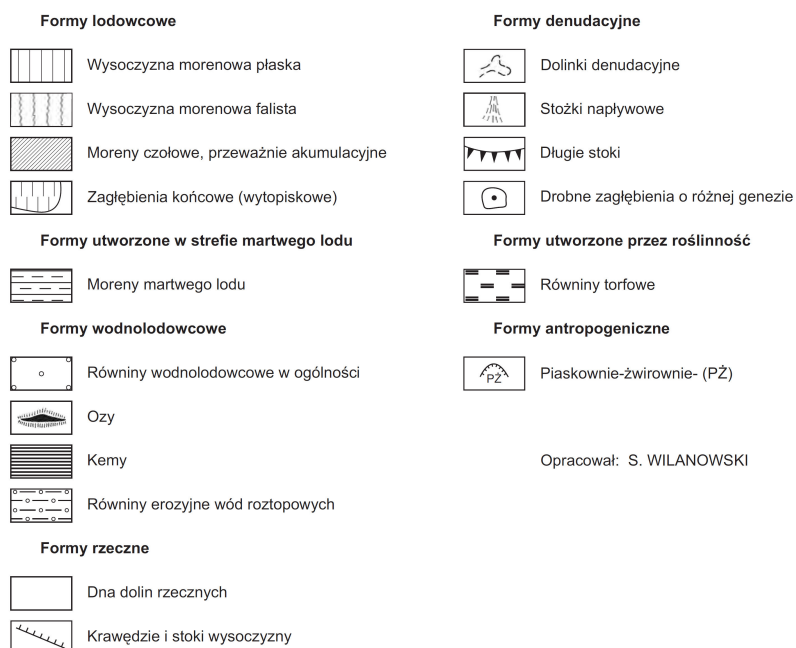 Formy lodowcowe
Wysoczyzna morenowa płaska
Wysoczyzna morenowa falista
Moreny czołowe, przeważnie akumulacyjne
Zagłębienia końcowe (wytopiskowe)
Formy utworzone w strefie martwego lodu
Moreny martwego lodu
Formy wodnolodowcowe
Równiny wodnolodowcowe w ogólności
Ozy
Kemy
Równiny erozyjne wód roztopowych
Formy rzeczne
Dna dolin rzecznych
Krawędzie i stoki wysoczyzny
Formy denudacyjne
Dolinki denudacyjne
Stożki napływowe
Długie stoki
Drobne zagłębienia o różnej genezie
Formy utworzone przez roślinność
Równiny torfowe
Formy antropogeniczne
PŻ
Piaskownie-żwirownie- (PŻ)
Opracował: S. WILANOWSKI